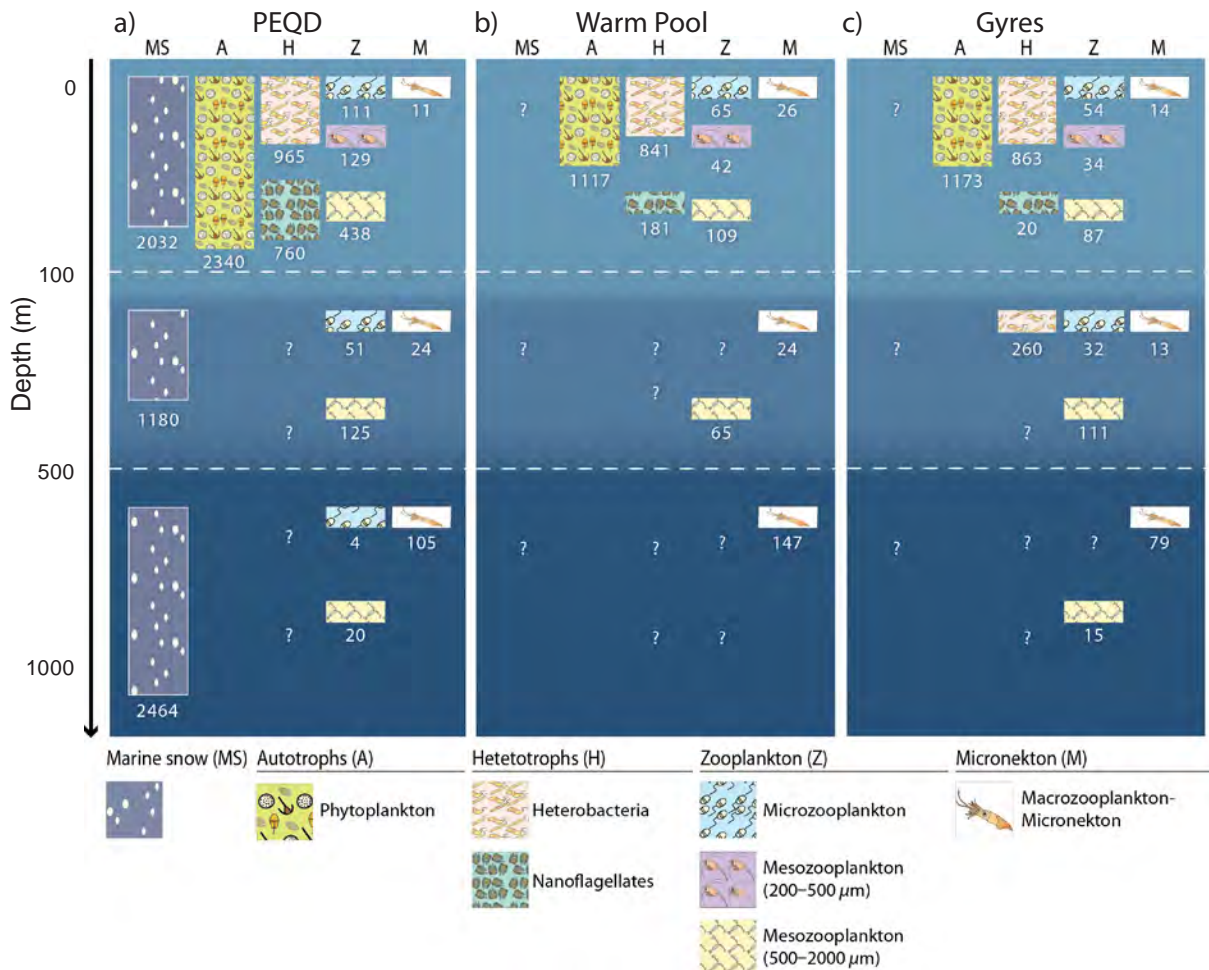 a) PEQD b) Warm Pool c) Gyres
MS A H Z M MS A H Z M MS A H Z M
0
111 11 ? 65 26 ? 54 14
965 129 841 42 863 34
1117 1173
181 109 20 87
2032 2340 760 438
100
? 51 24 ? ? ? 24 ? 260 32 13
?
1180 ? 125 65 ? 111
500
? 4 105 ? ? ? 147 ? ? ? 79
? 20 ? ? ? 15
1000
2464
Depth (m)
Marine snow (MS) Autotrophs (A) Hetetotrophs (H) Zooplankton (Z) Micronekton (M)
Phytoplankton Heterobacteria Microzooplankton Macrozooplankton-
Micronekton
Nanoflagellates Mesozooplankton
(200–500 µm)
Mesozooplankton
(500–2000 µm)